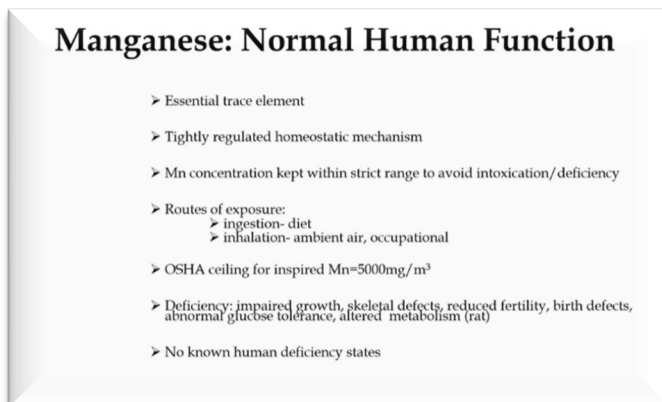 Manganese: Normal Human Function
➢ Essential trace element
➢ Tightly regulated homeostatic mechanism
➢ Mn concentration kept within strict range to avoid intoxication/deficiency
➢ Routes of exposure:
➢ ingestion- diet
➢ inhalation- ambient air, occupational
➢ OSHA ceiling for inspired Mn=5000mg/m³
➢ Deficiency: impaired growth, skeletal defects, reduced fertility, birth defects,
abnormal glucose tolerance, altered metabolism (rat)
➢ No known human deficiency states